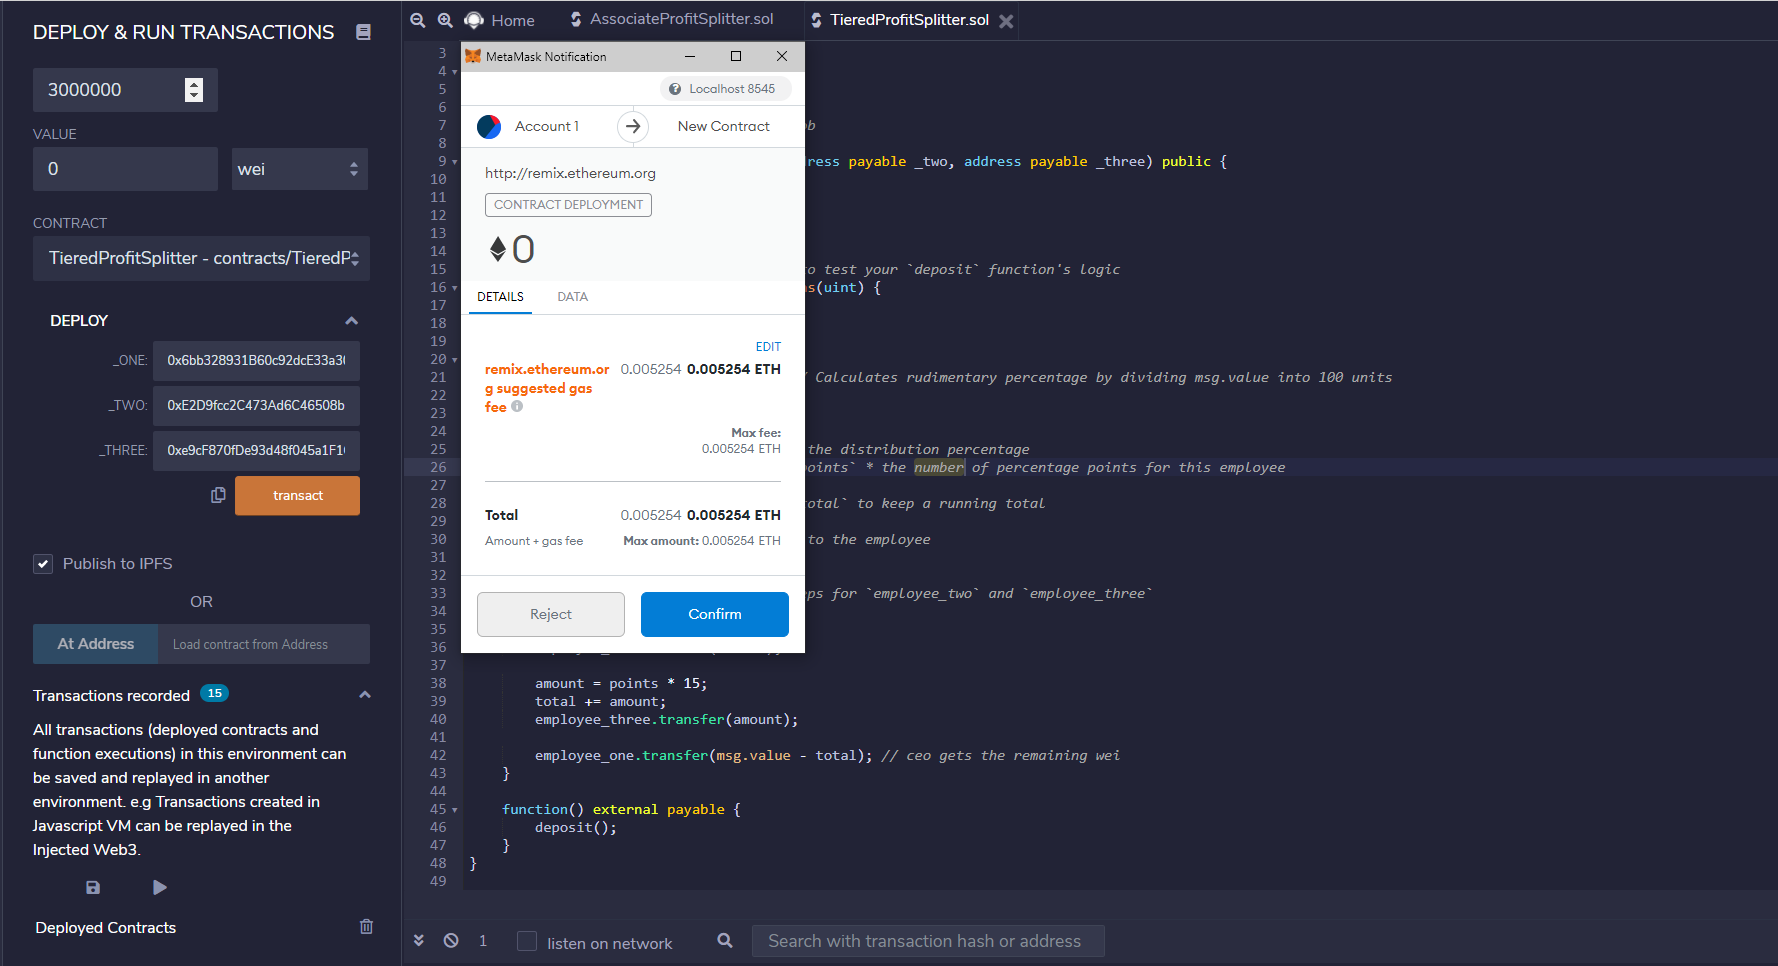 DEPLOY & RUN TRANSACTIONS
3000000
VALUE
0
wei
CONTRACT
TieredProfitSplitter - contracts/TieredP
DEPLOY
_ONE: 0x6bb328931B60c92dcE33a3
_TWO: 0xE2D9fcc2C473Ad6C46508b
_THREE: 0xe9cF870fDe93d48f045a1F1
transact
Publish to IPFS
OR
At Address
Load contract from Address
Transactions recorded 15
All transactions (deployed contracts and
function executions) in this environment can
be saved and replayed in another
environment. e.g Transactions created in
Javascript VM can be replayed in the
Injected Web3.
Deployed Contracts
Home
AssociateProfitSplitter.sol
TieredProfitSplitter.sol
MetaMask Notification
Localhost 8545
Account 1
New Contract
http://remix.ethereum.org
CONTRACT DEPLOYMENT
0
DETAILS
DATA
EDIT
remix.ethereum.or
g suggested gas
fee
0.005254 0.005254 ETH
Max fee:
0.005254 ETH
Total
0.005254 0.005254 ETH
Amount + gas fee
Max amount: 0.005254 ETH
Reject
Confirm
3
4
5
6
7 ob
8
9 ress payable _two, address payable _three) public {
10
11
12
13
14
15 o test your `deposit` function's logic
16 s(uint) {
17
18
19
20
21 / Calculates rudimentary percentage by dividing msg.value into 100 units
22
23
24
25 the distribution percentage
26 oints` * the number of percentage points for this employee
27
28 otal` to keep a running total
29
30 to the employee
31
32
33 eps for `employee_two` and `employee_three`
34
35
36
37
38 amount = points * 15;
39 total += amount;
40 employee_three.transfer(amount);
41
42 employee_one.transfer(msg.value - total); // ceo gets the remaining wei
43 }
44
45 function() external payable {
46 deposit();
47 }
48 }
49
1
listen on network
Search with transaction hash or address